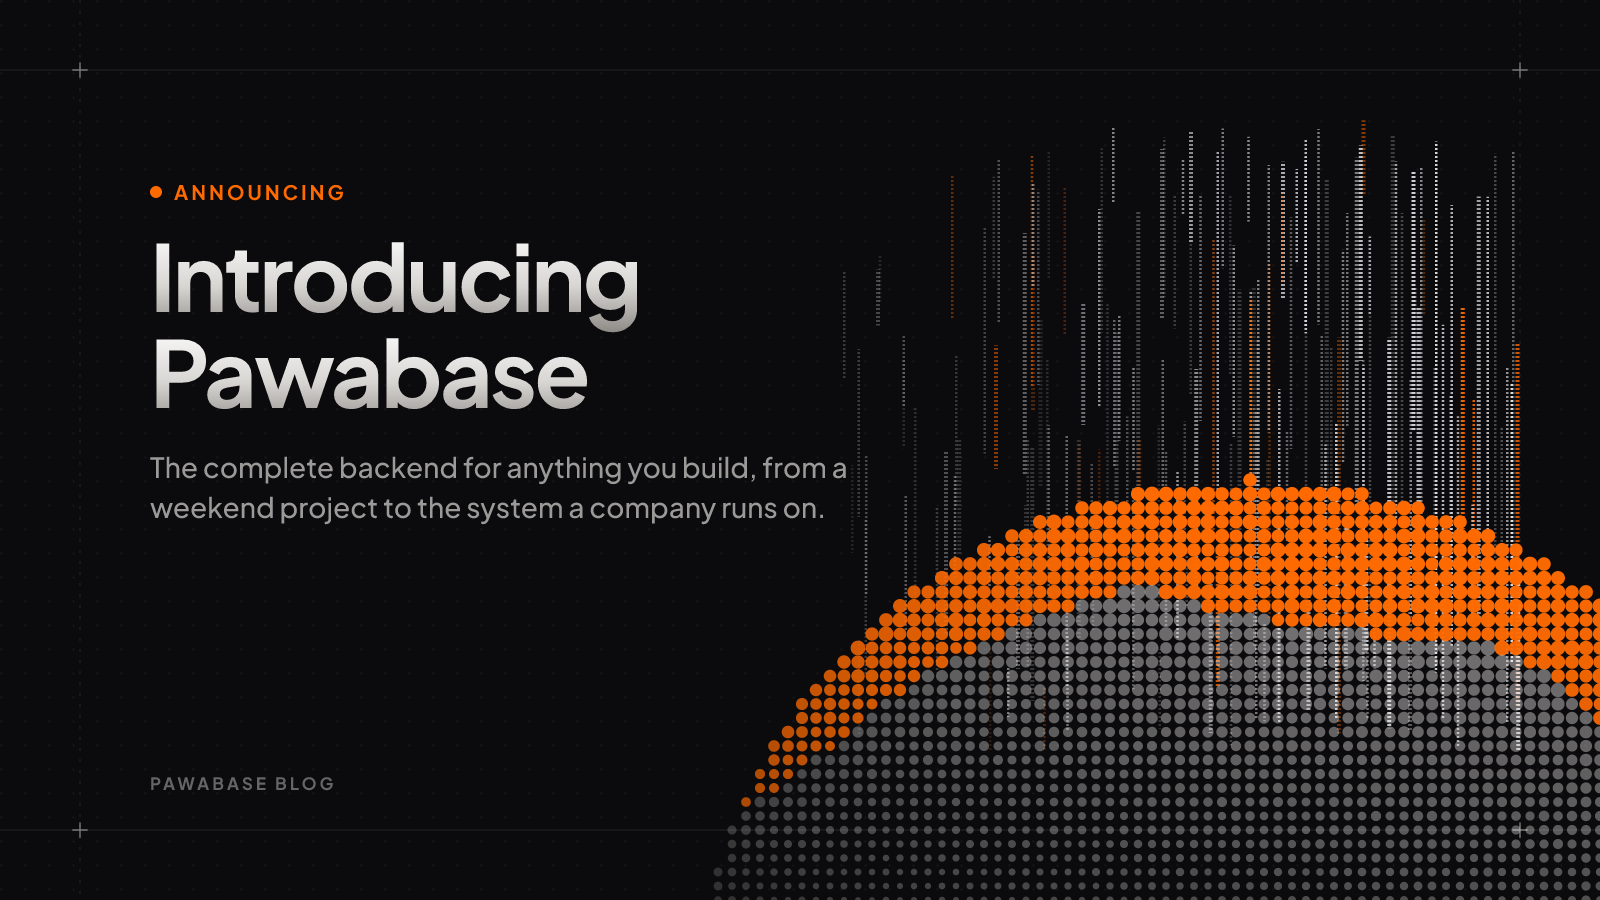 ANNOUNCING
Introducing
Pawabase
The complete backend for anything you build, from a
weekend project to the system a company runs on.
PAWABASE BLOG